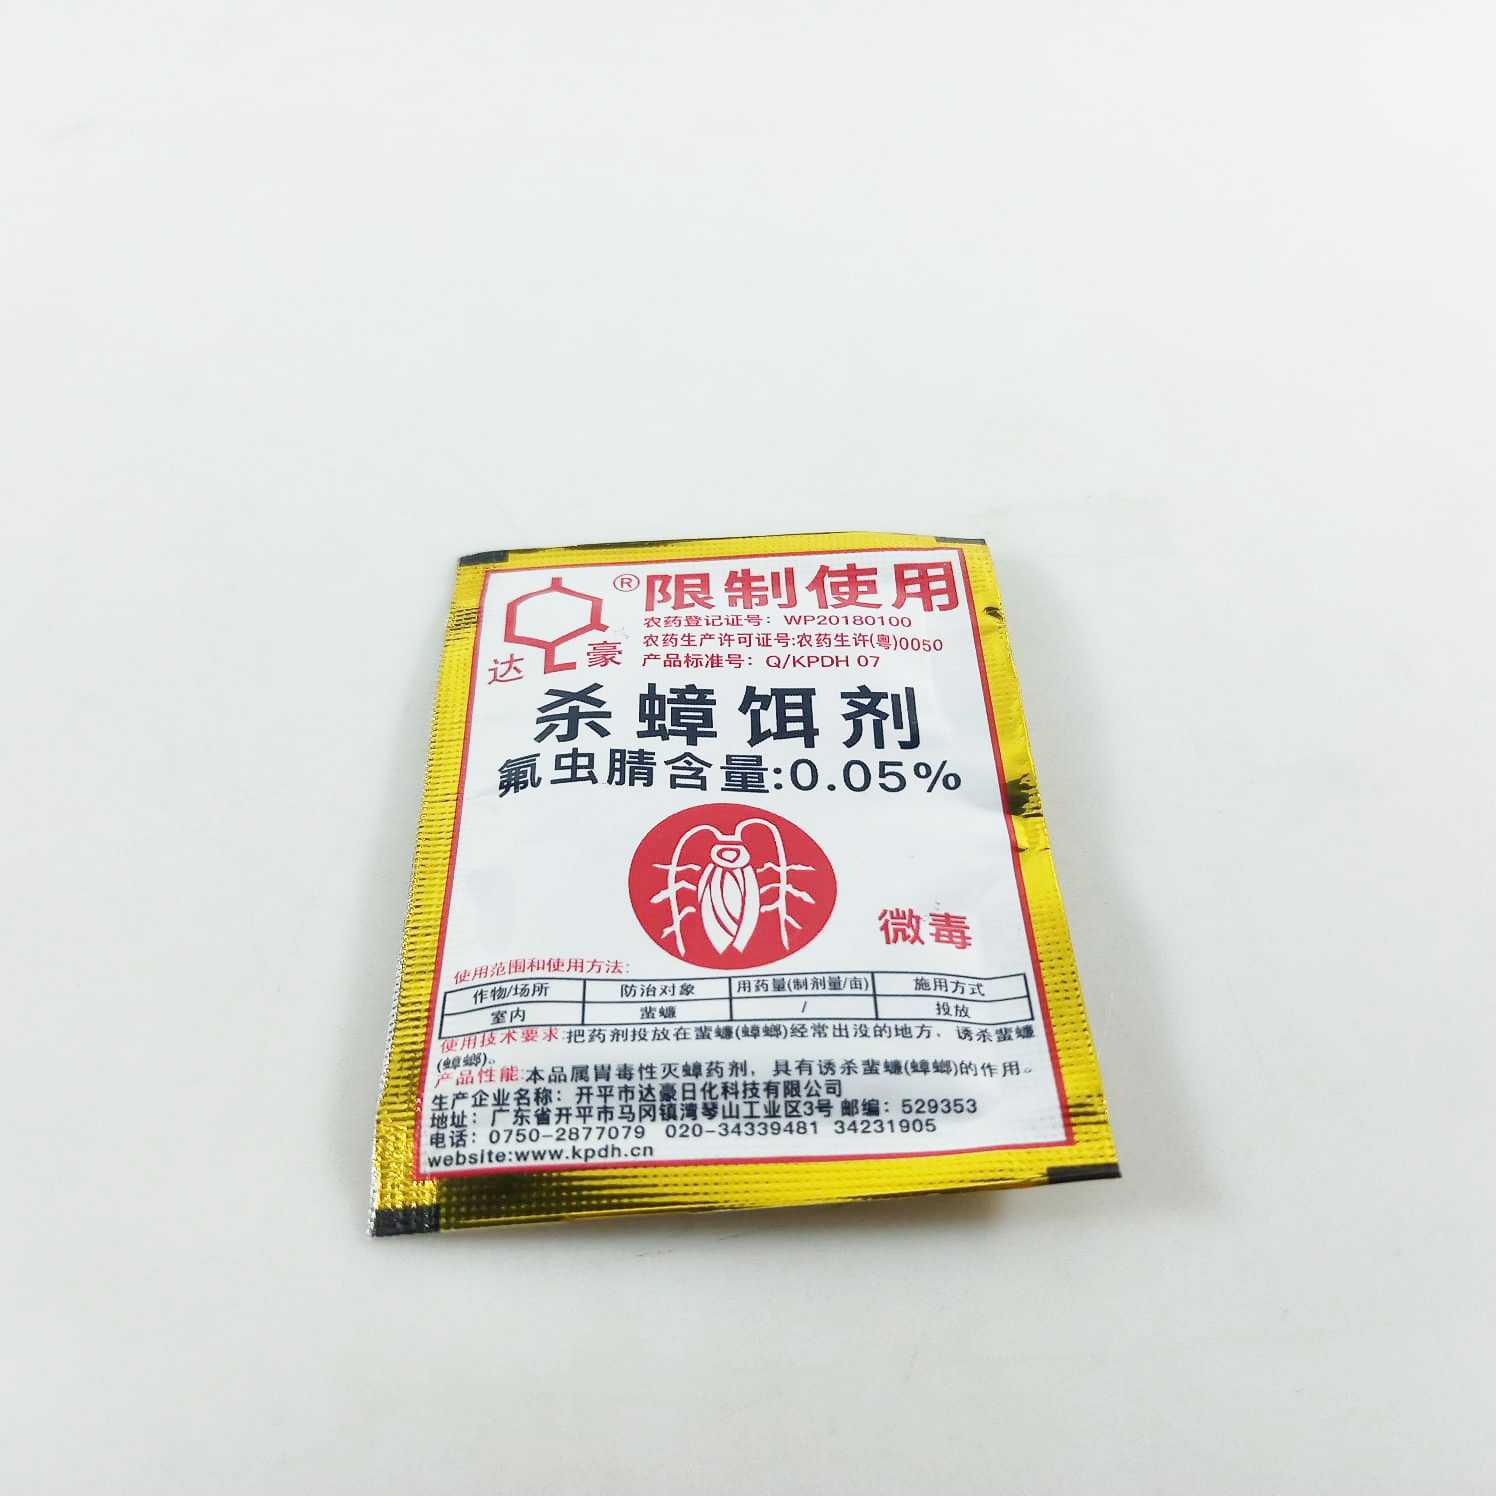 ®
限制使用
农药登记证号：WP20180100
农药生产许可证号:农药生许(粤)0050
产品标准号：Q/KPDH 07
达豪
杀蟑饵剂
氟虫腈含量:0.05%
微毒
使用范围和使用方法:
作物/场所 防治对象 用药量(制剂量/亩) 施用方式
室内 蜚蠊 / 投放
使用技术要求:把药剂投放在蜚蠊(蟑螂)经常出没的地方，诱杀蜚蠊
(蟑螂)。
产品性能:本品属胃毒性灭蟑药剂，具有诱杀蜚蠊(蟑螂)的作用。
生产企业名称：开平市达豪日化科技有限公司
地址：广东省开平市马冈镇湾琴山工业区3号 邮编：529353
电话：0750-2877079 020-34339481 34231905
website:www.kpdh.cn